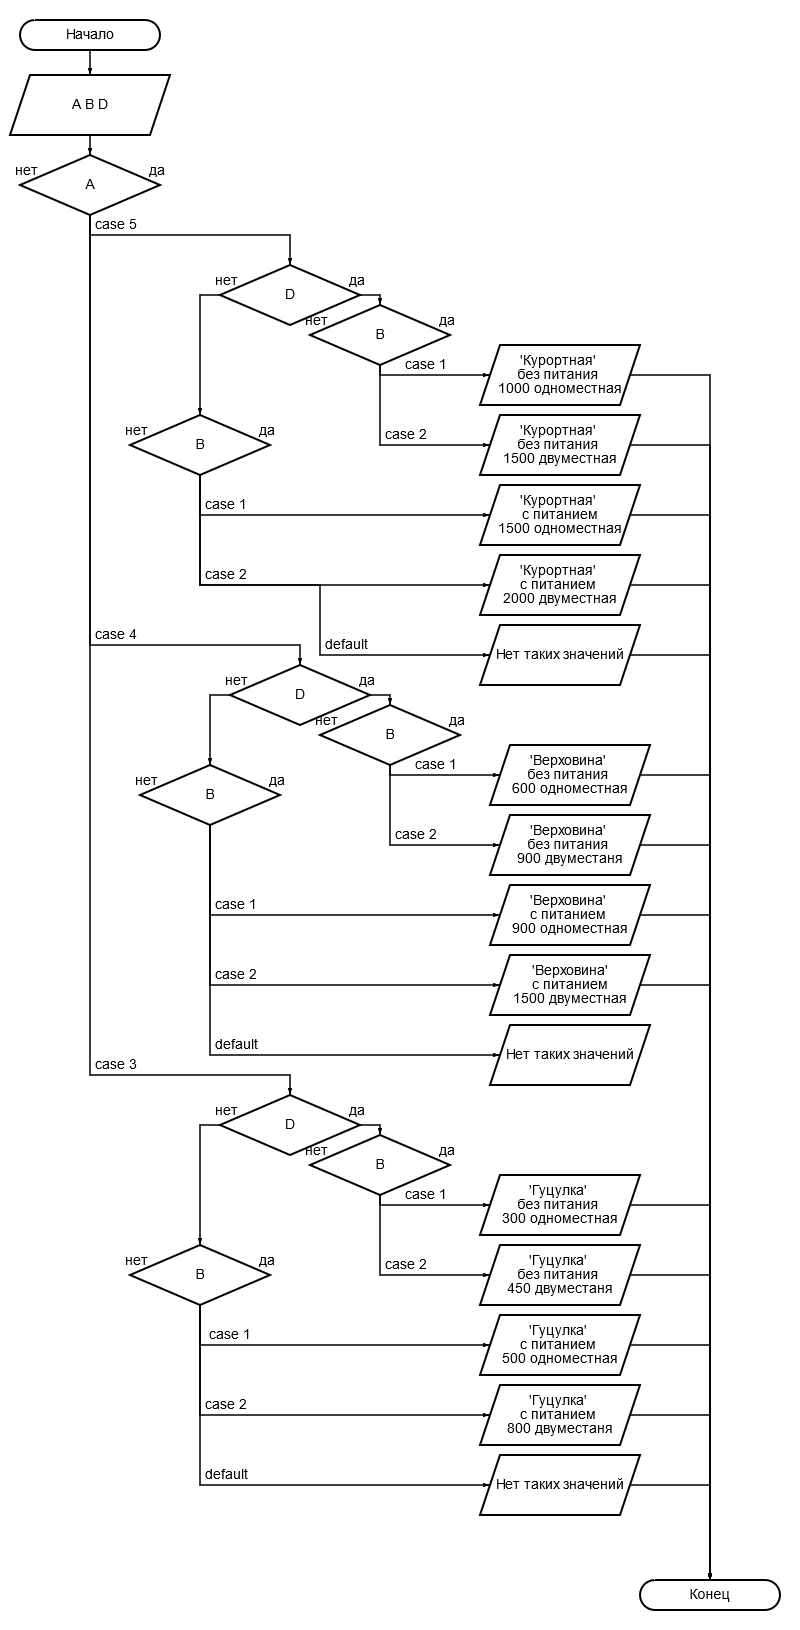 Начало
A B D
нет
да
A
case 5
нет
да
D
нет
да
B
case 1
'Курортная'
без питания
1000 одноместная
case 2
'Курортная'
без питания
1500 двуместная
нет
да
B
case 1
'Курортная'
с питанием
1500 одноместная
case 2
'Курортная'
с питанием
2000 двуместная
default
Нет таких значений
case 4
нет
да
D
нет
да
B
case 1
'Верховина'
без питания
600 одноместная
нет
да
B
case 2
'Верховина'
без питания
900 двуместаня
case 1
'Верховина'
с питанием
900 одноместная
case 2
'Верховина'
с питанием
1500 двуместная
default
Нет таких значений
case 3
нет
да
D
нет
да
B
case 1
'Гуцулка'
без питания
300 одноместная
нет
да
B
case 2
'Гуцулка'
без питания
450 двуместаня
case 1
'Гуцулка'
с питанием
500 одноместная
case 2
'Гуцулка'
с питанием
800 двуместаня
default
Нет таких значений
Конец